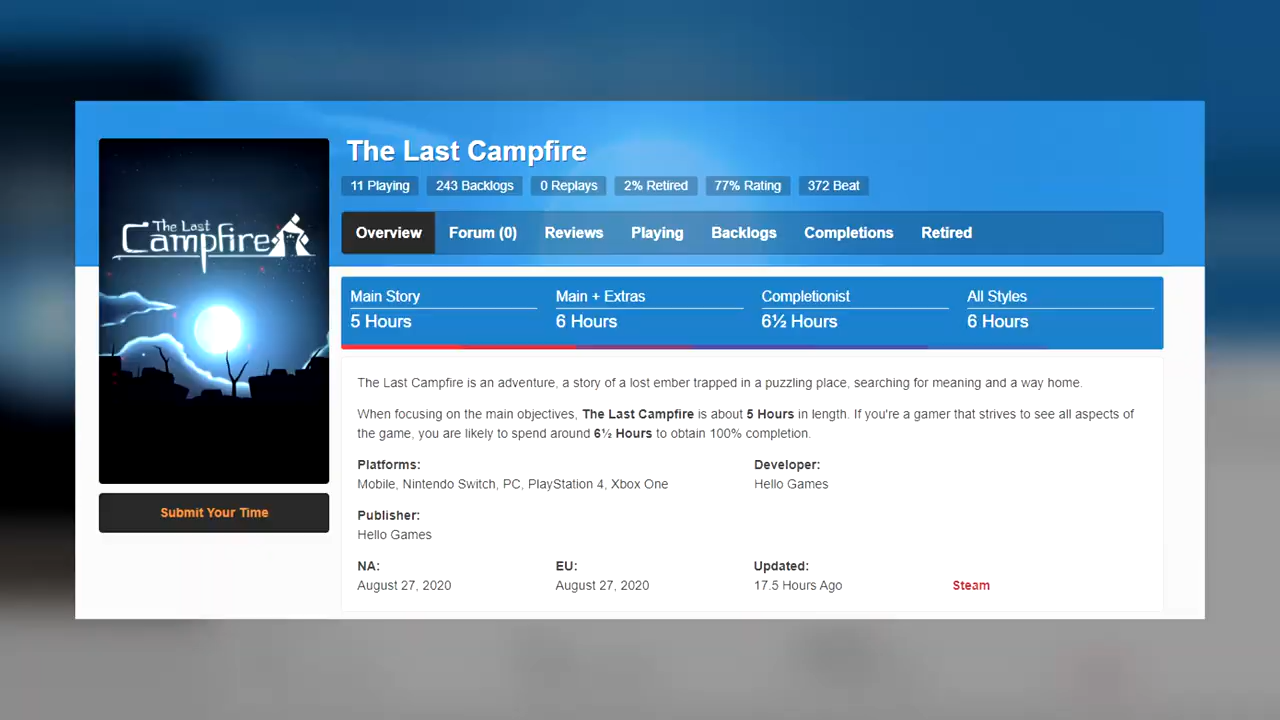 The Last Campfire
11 Playing 243 Backlogs 0 Replays 2% Retired 77% Rating 372 Beat
The Last
Campfire
Overview Forum (0) Reviews Playing Backlogs Completions Retired
Main Story Main + Extras Completionist All Styles
5 Hours 6 Hours 6½ Hours 6 Hours
The Last Campfire is an adventure, a story of a lost ember trapped in a puzzling place, searching for meaning and a way home.
When focusing on the main objectives, The Last Campfire is about 5 Hours in length. If you're a gamer that strives to see all aspects of
the game, you are likely to spend around 6½ Hours to obtain 100% completion.
Platforms: Developer:
Mobile, Nintendo Switch, PC, PlayStation 4, Xbox One Hello Games
Submit Your Time
Publisher:
Hello Games
NA: EU: Updated:
August 27, 2020 August 27, 2020 17.5 Hours Ago Steam